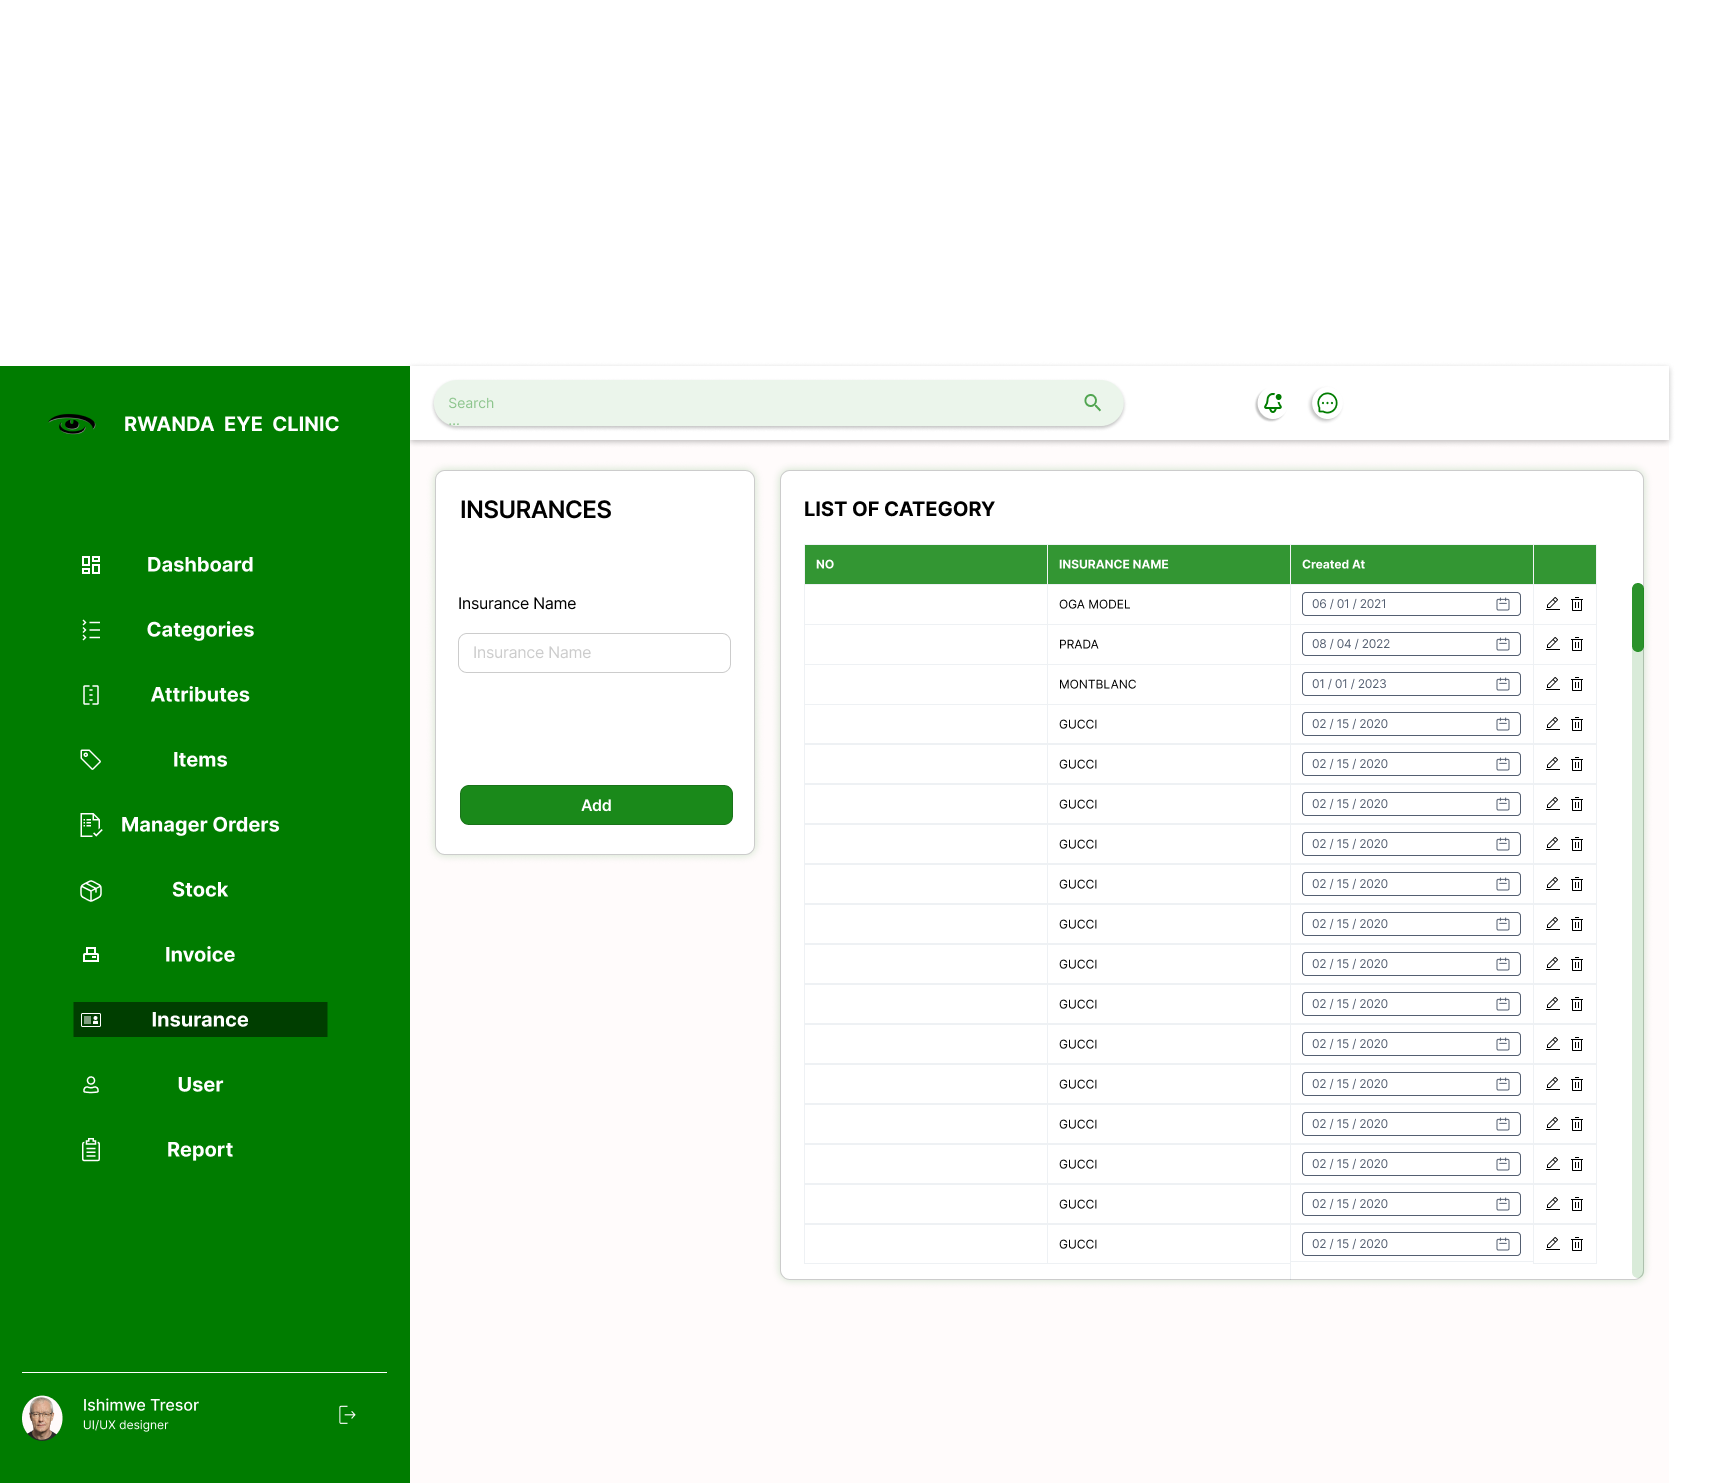 RWANDA EYE CLINIC
Search
...
Dashboard
Categories
Attributes
Items
Manager Orders
Stock
Invoice
Insurance
User
Report
Ishimwe Tresor
UI/UX designer
INSURANCES
Insurance Name
Insurance Name
Add
LIST OF CATEGORY
NO INSURANCE NAME Created At
OGA MODEL 06 / 01 / 2021
PRADA 08 / 04 / 2022
MONTBLANC 01 / 01 / 2023
GUCCI 02 / 15 / 2020
GUCCI 02 / 15 / 2020
GUCCI 02 / 15 / 2020
GUCCI 02 / 15 / 2020
GUCCI 02 / 15 / 2020
GUCCI 02 / 15 / 2020
GUCCI 02 / 15 / 2020
GUCCI 02 / 15 / 2020
GUCCI 02 / 15 / 2020
GUCCI 02 / 15 / 2020
GUCCI 02 / 15 / 2020
GUCCI 02 / 15 / 2020
GUCCI 02 / 15 / 2020
GUCCI 02 / 15 / 2020